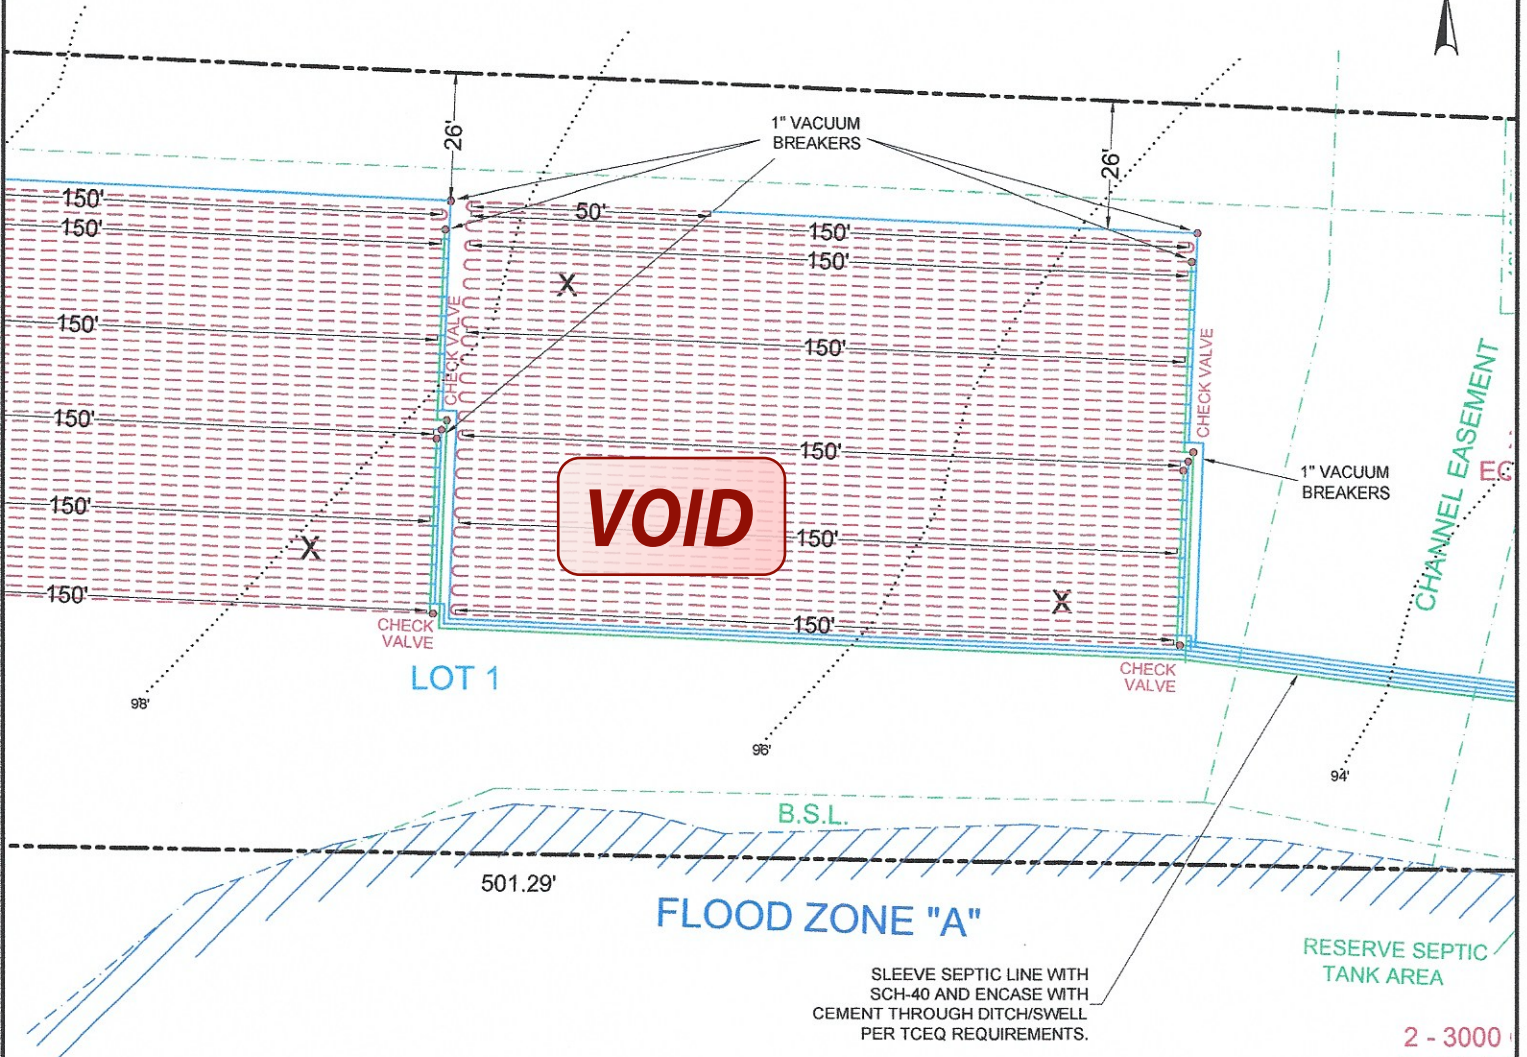 1" VACUUM
BREAKERS
26'
26'
150'
150'
50'
150'
150'
150'
150'
CHECK VALVE
CHECK VALVE
150'
150'
1" VACUUM
BREAKERS
CHANNEL EASEMENT
X
VOID
150'
150'
X
X
150'
150'
CHECK
VALVE
CHECK
VALVE
LOT 1
98'
96'
94'
B.S.L.
501.29'
FLOOD ZONE "A"
RESERVE SEPTIC
TANK AREA
SLEEVE SEPTIC LINE WITH
SCH-40 AND ENCASE WITH
CEMENT THROUGH DITCH/SWELL
PER TCEQ REQUIREMENTS.
2 - 3000